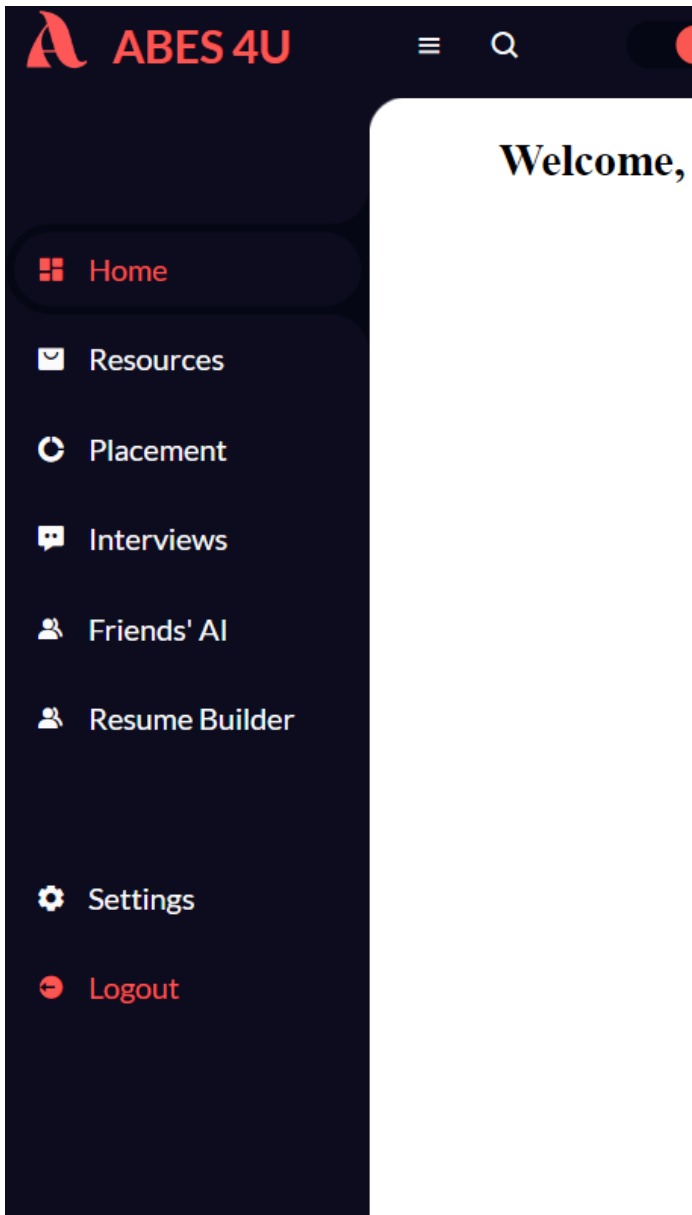 ABES 4U
Welcome,
Home
Resources
Placement
Interviews
Friends' AI
Resume Builder
Settings
Logout